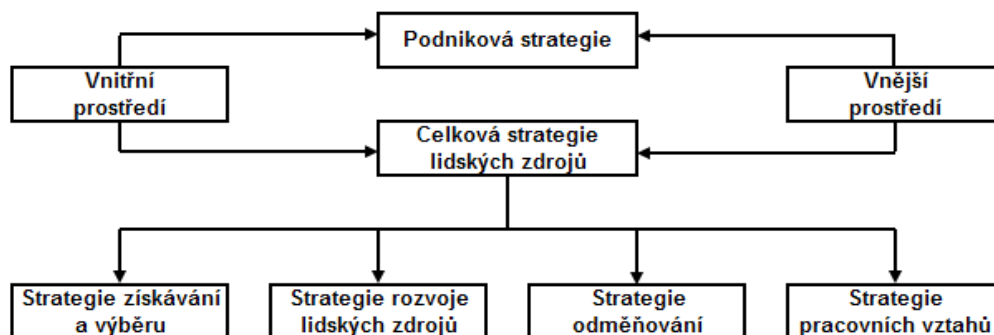 Podniková strategie
Vnitřní
prostředí
Vnější
prostředí
Celková strategie
lidských zdrojů
Strategie získávání
a výběru
Strategie rozvoje
lidských zdrojů
Strategie
odměňování
Strategie
pracovních vztahů